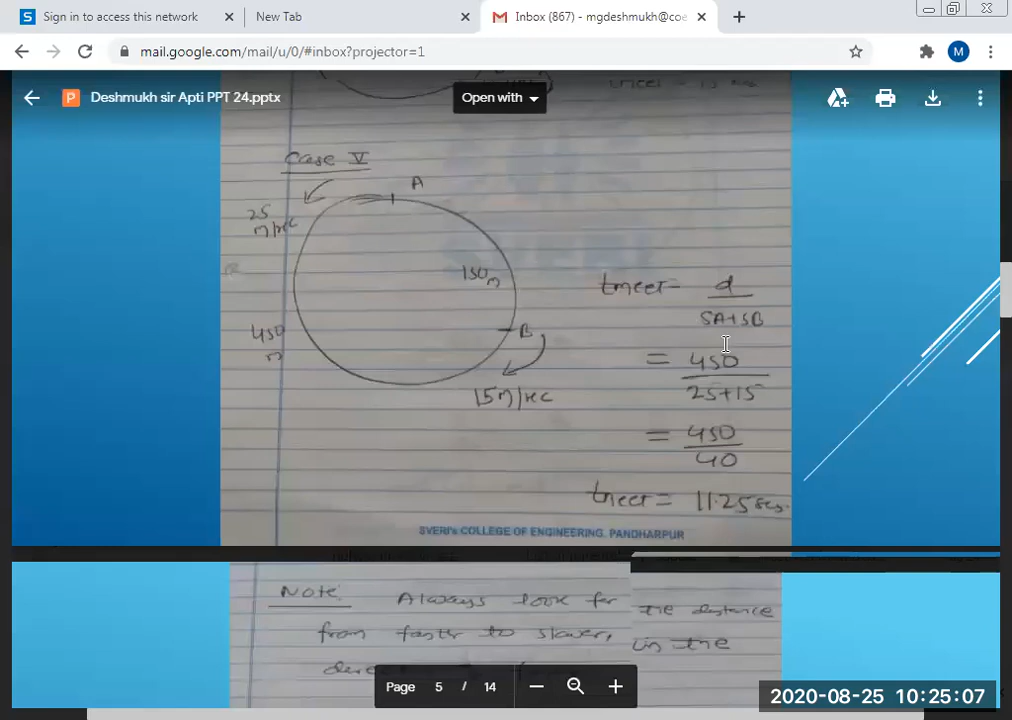 Sign in to access this network
New Tab
Inbox (867) - mgdeshmukh@coe
mail.google.com/mail/u/0/#inbox?projector=1
M
P Deshmukh sir Apti PPT 24.pptx
Open with
Case V
A
25
m/sec
150
m
tmeet = d
SA+SB
450
m
B
= 450
25+15
15m/sec
= 450
40
tmeet = 11.25 secs.
SVERI's COLLEGE OF ENGINEERING, PANDHARPUR
Note Always look for the distance
from faster to slower, in the
Page 5 / 14
2020-08-25 10:25:07